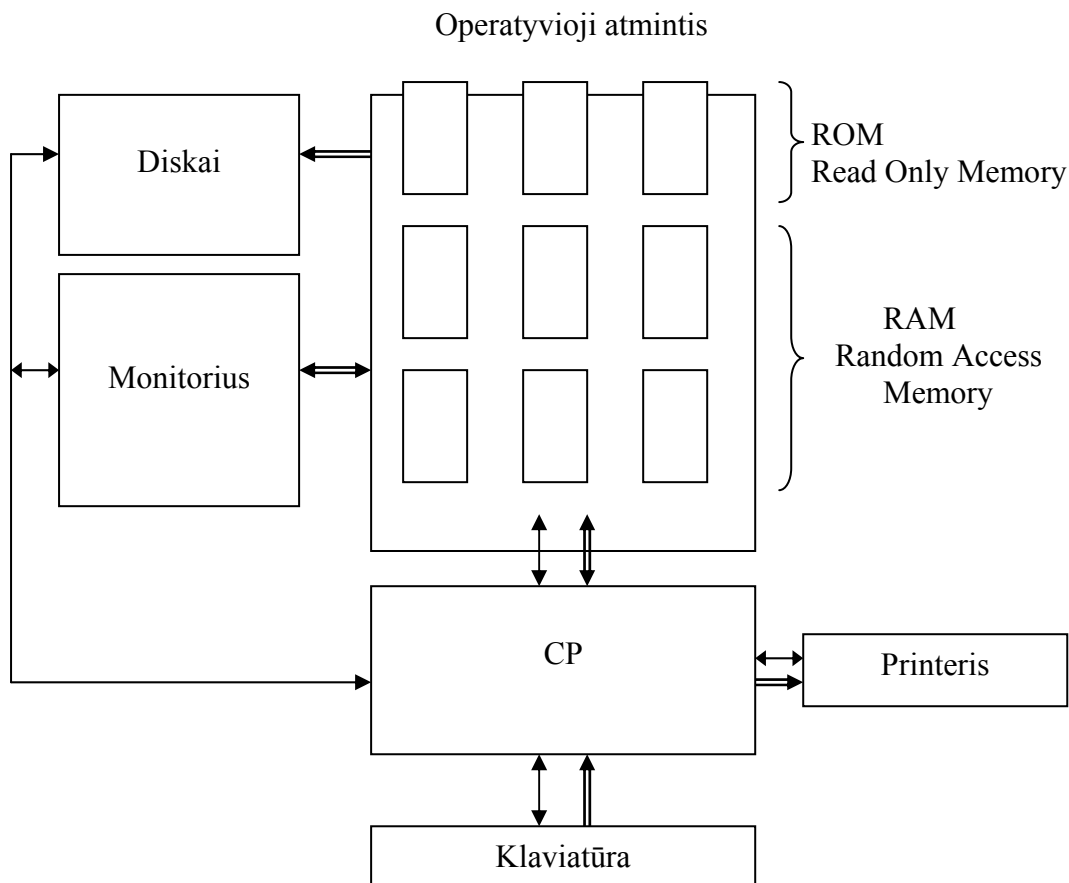 Operatyvioji atmintis
Diskai
ROM
Read Only Memory
RAM
Random Access
Memory
Monitorius
CP
Printeris
Klaviatūra